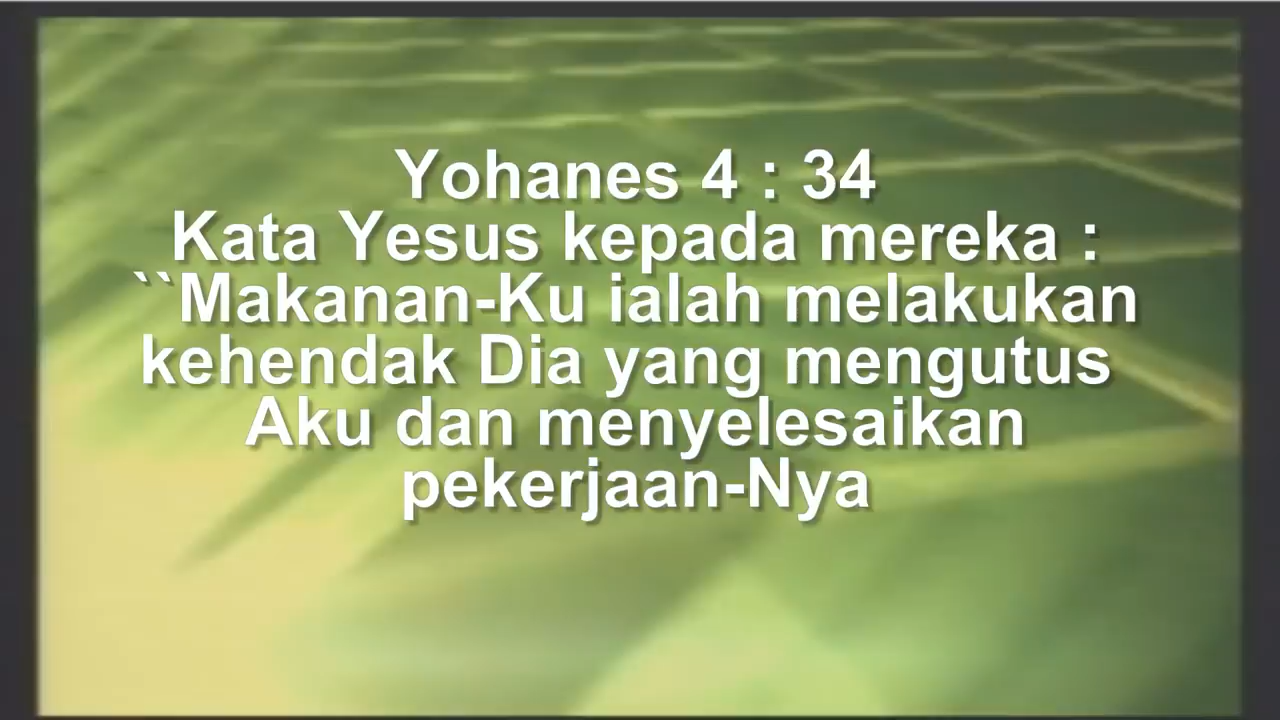 Yohanes 4 : 34
Kata Yesus kepada mereka :
``Makanan-Ku ialah melakukan
kehendak Dia yang mengutus
Aku dan menyelesaikan
pekerjaan-Nya